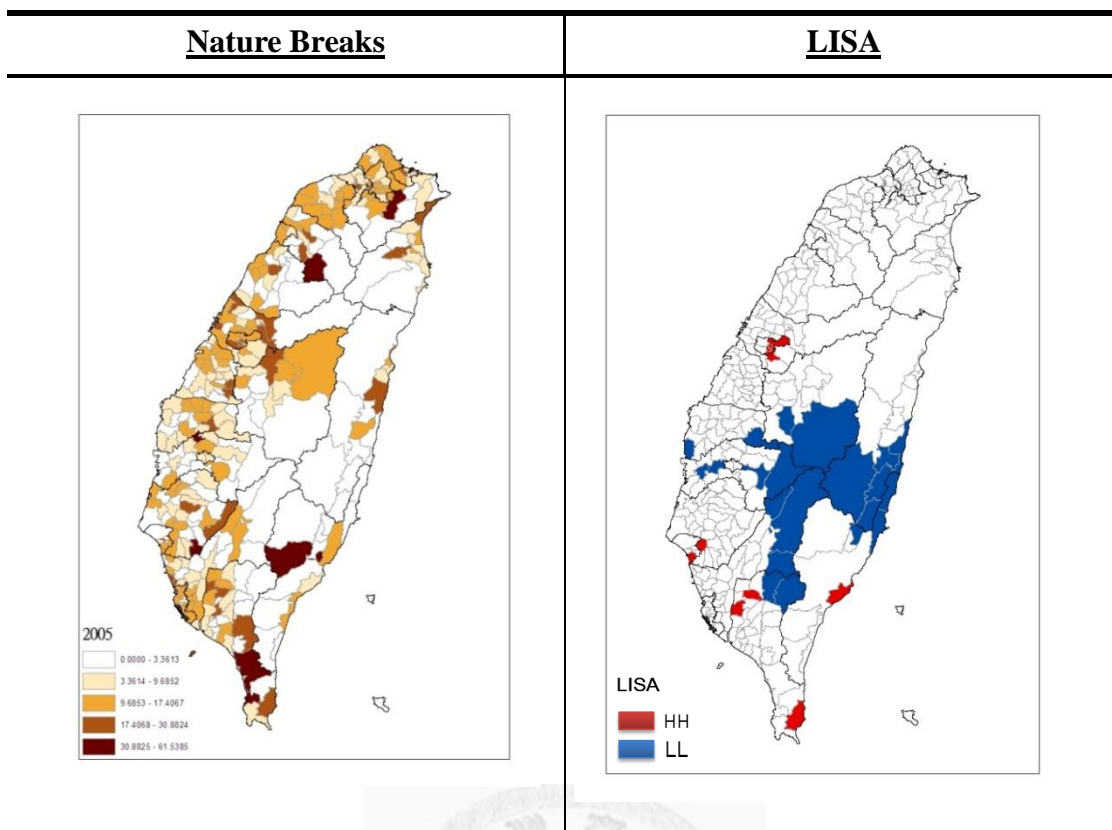 Nature Breaks
LISA
2005
0.0000 - 3.3613
3.3614 - 9.6852
9.6853 - 17.4067
17.4068 - 30.8824
30.8825 - 61.5385
LISA
HH
LL